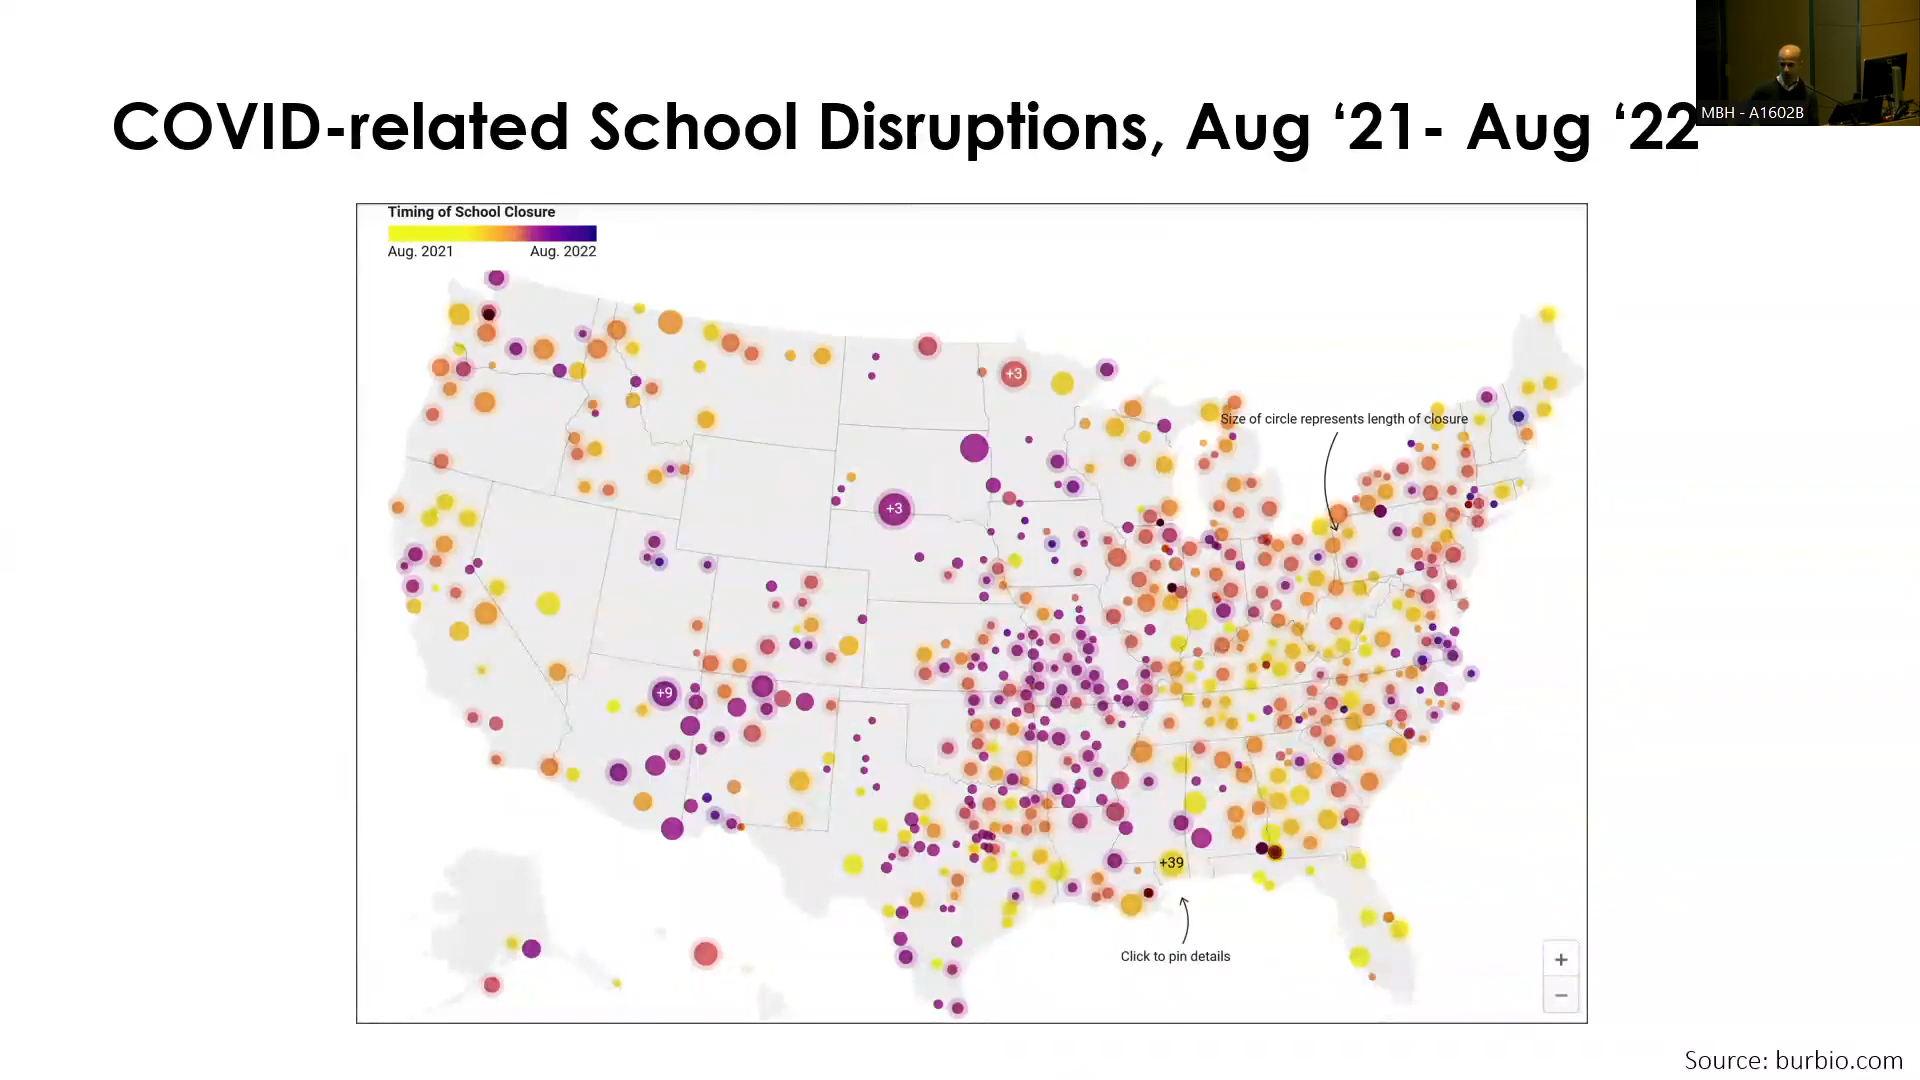 COVID-related School Disruptions, Aug ‘21- Aug ‘22
MBH - A1602B
Timing of School Closure
Aug. 2021 Aug. 2022
+3
Size of circle represents length of closure
+3
+9
+39
Click to pin details
+
−
Source: burbio.com